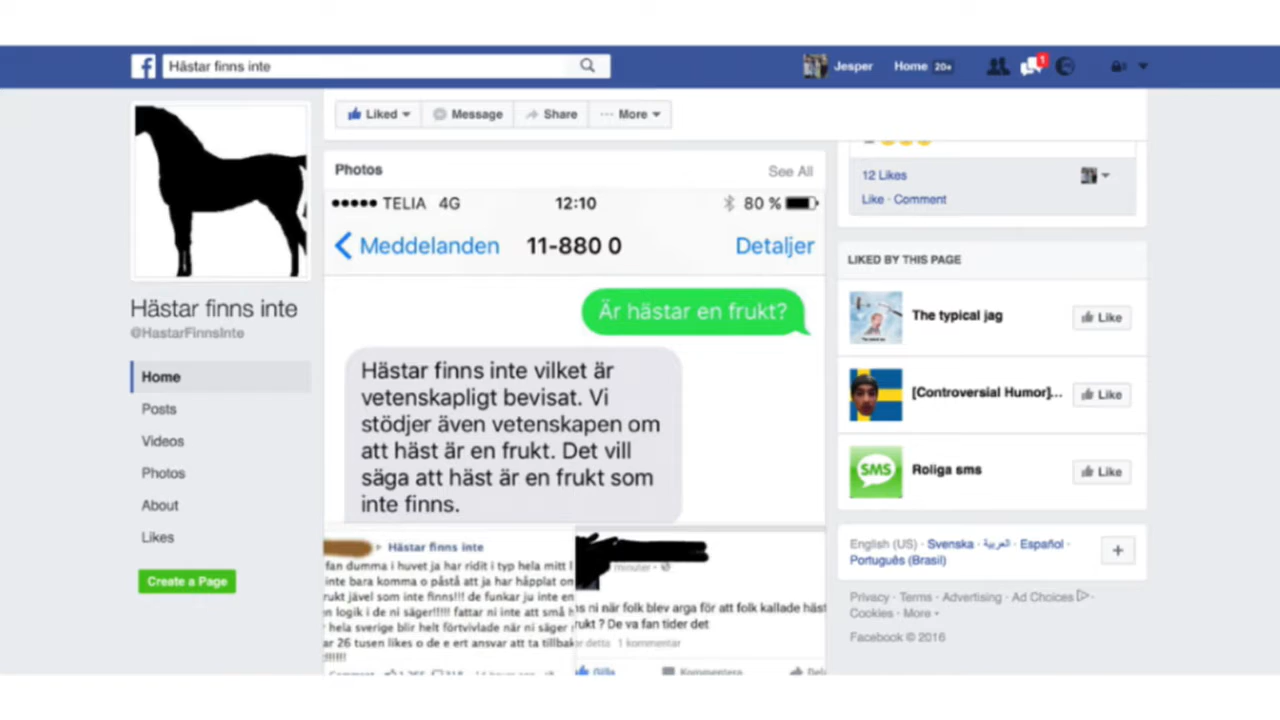 Hästar finns inte
Jesper
Home 20+
1
Liked
Message
Share
More
Hästar finns inte
@HastarFinnsInte
Home
Posts
Videos
Photos
About
Likes
Create a Page
Photos
See All
TELIA 4G 12:10 80 %
Meddelanden 11-880 0 Detaljer
Är hästar en frukt?
Hästar finns inte vilket är
vetenskapligt bevisat. Vi
stödjer även vetenskapen om
att häst är en frukt. Det vill
säga att häst är en frukt som
inte finns.
Hästar finns inte
fan dumma i huvet ja har ridit i typ hela mitt l
inte bara komma o påstå att ja har håpplat on
rukt jävel som inte finns!!! de funkar ju inte en
n logik i de ni säger!!!!! fattar ni inte att små h
hela sverige blir helt förtvivlade när ni säger
ar 26 tusen likes o de e ert ansvar att ta tillbak
!!!!!!
minuter
ns ni när folk blev arga för att folk kallade häst
rukt ? De va fan tider det
ar detta 1 kommentar
Gilla
Kommentera
12 Likes
Like · Comment
LIKED BY THIS PAGE
The typical jag
Like
[Controversial Humor]...
Like
SMS
Roliga sms
Like
English (US) · Svenska · العربية · Español ·
Português (Brasil)
Privacy · Terms · Advertising · Ad Choices ·
Cookies · More
Facebook © 2016